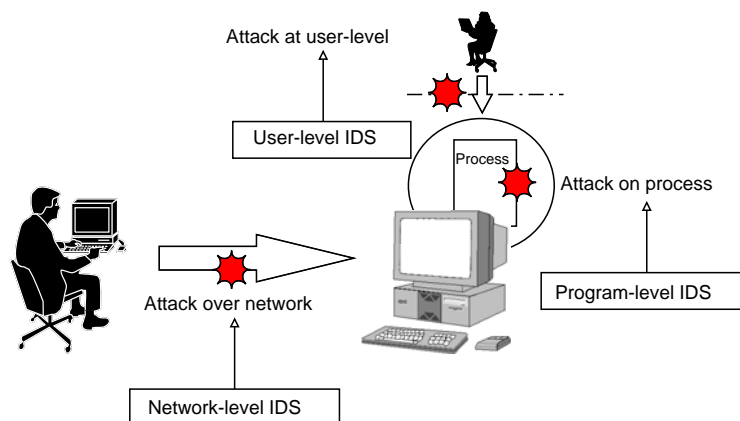 Attack at user-level
User-level IDS
Process
Attack on process
Attack over network
Program-level IDS
Network-level IDS